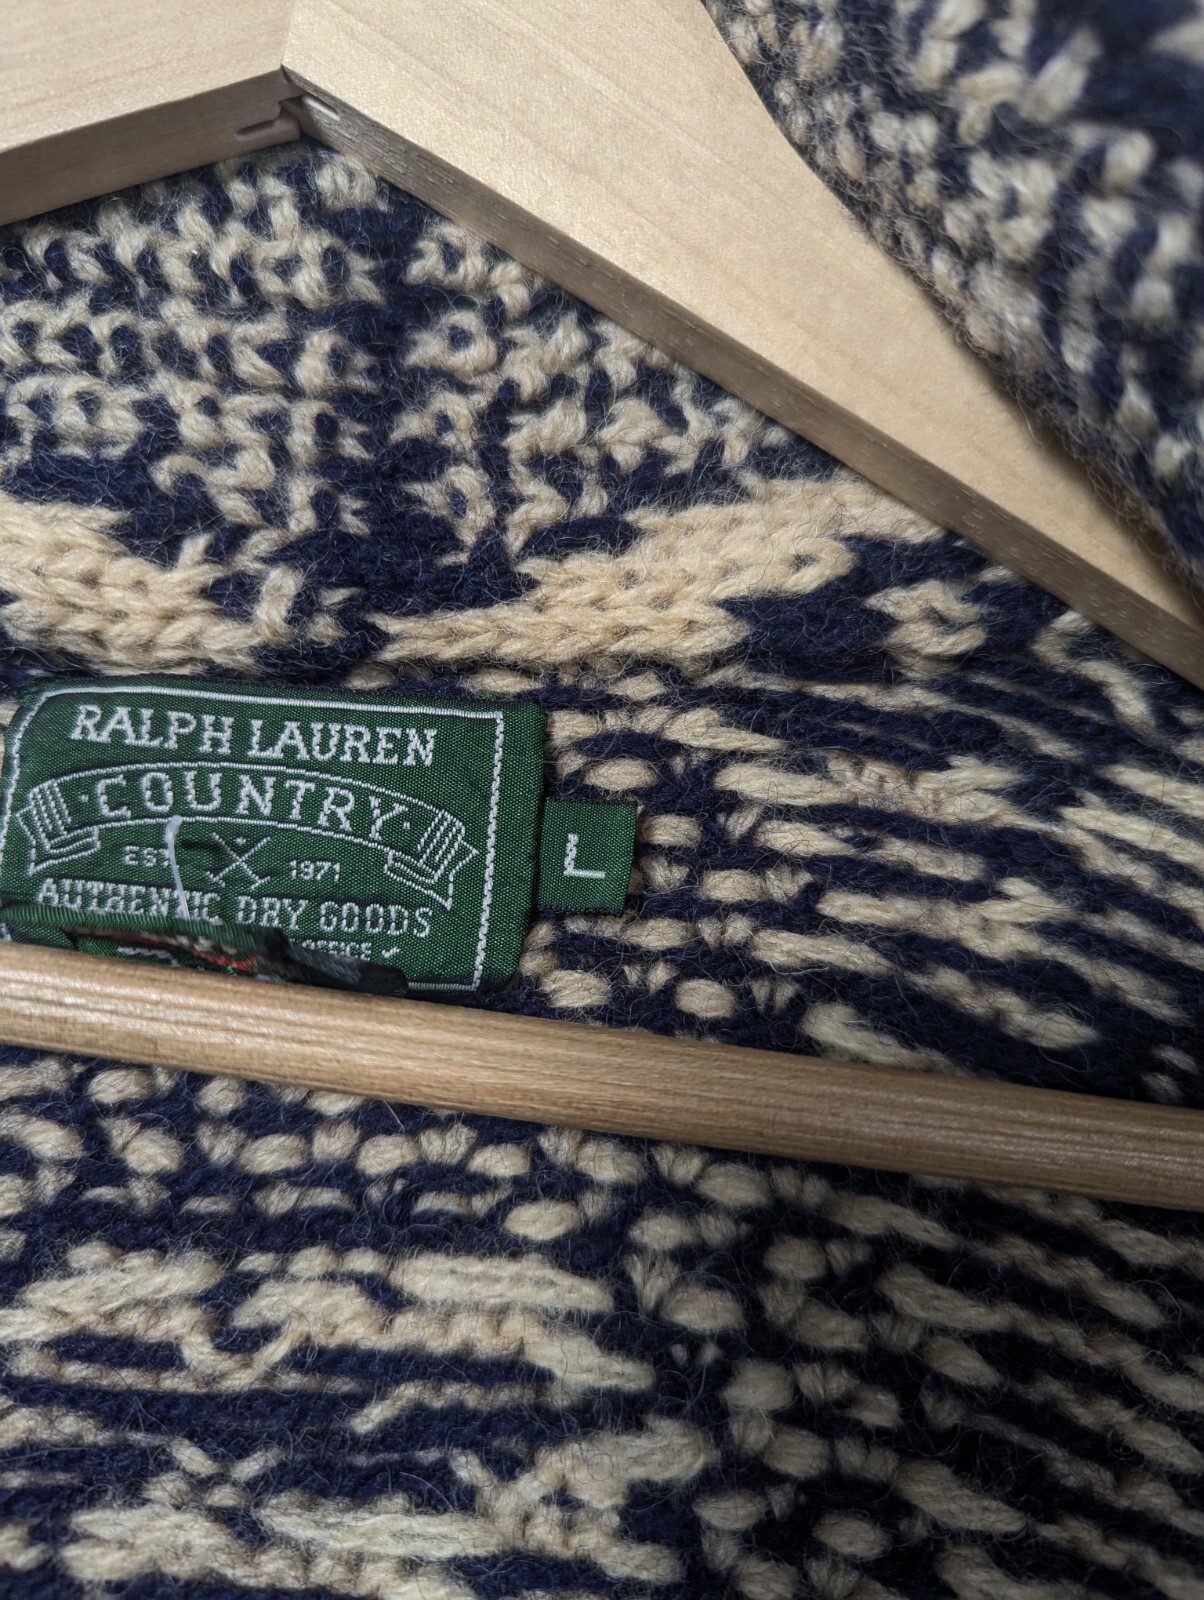 RALPH LAUREN
·COUNTRY·
EST 1971
AUTHENTIC DRY GOODS
L